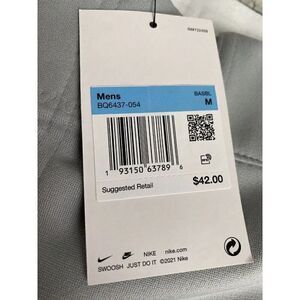 Mens
BASBL
BQ6437-054
M
1 93150 63789 6
Suggested Retail
$42.00
NIKE nike.com
SWOOSH JUST DO IT ©2021 Nike